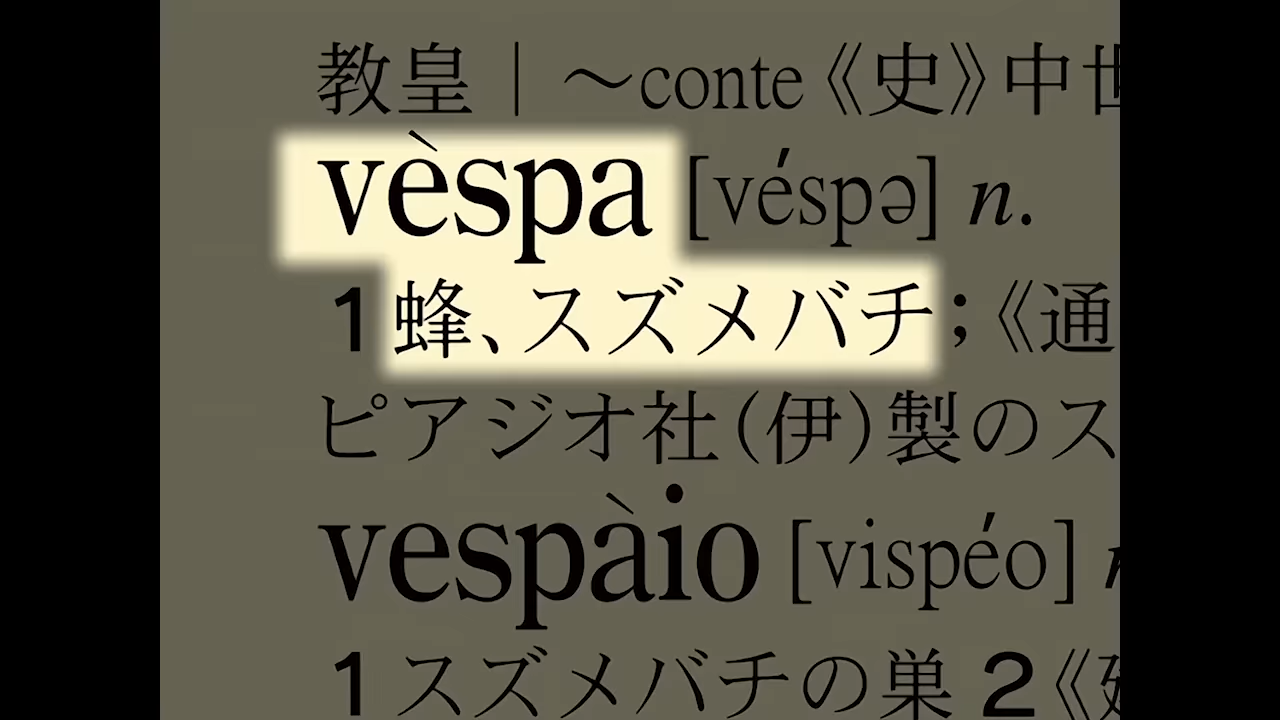 教皇｜～conte《史》中世
vèspa [véspə] n.
1 蜂、スズメバチ；《通
ピアジオ社（伊）製のス
vespàio [vispéo]
1 スズメバチの巣 2《